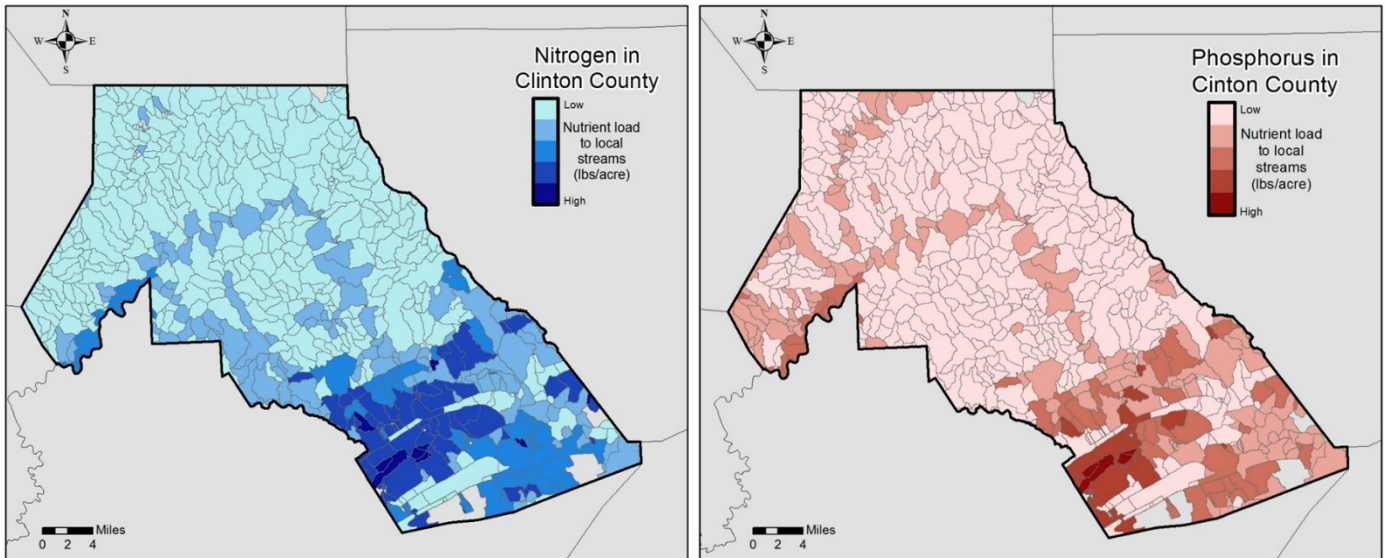 N
W E
S
Nitrogen in
Clinton County
Low
Nutrient load
to local
streams
(lbs/acre)
High
Miles
0 2 4
N
W E
S
Phosphorus in
Cinton County
Low
Nutrient load
to local
streams
(lbs/acre)
High
Miles
0 2 4